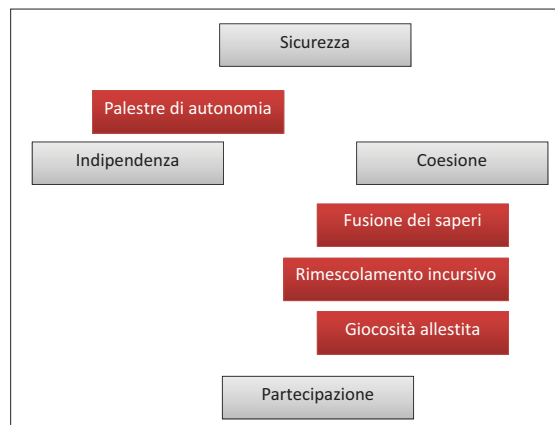 Sicurezza
Palestre di autonomia
Indipendenza
Coesione
Fusione dei saperi
Rimescolamento incursivo
Giocosità allestita
Partecipazione